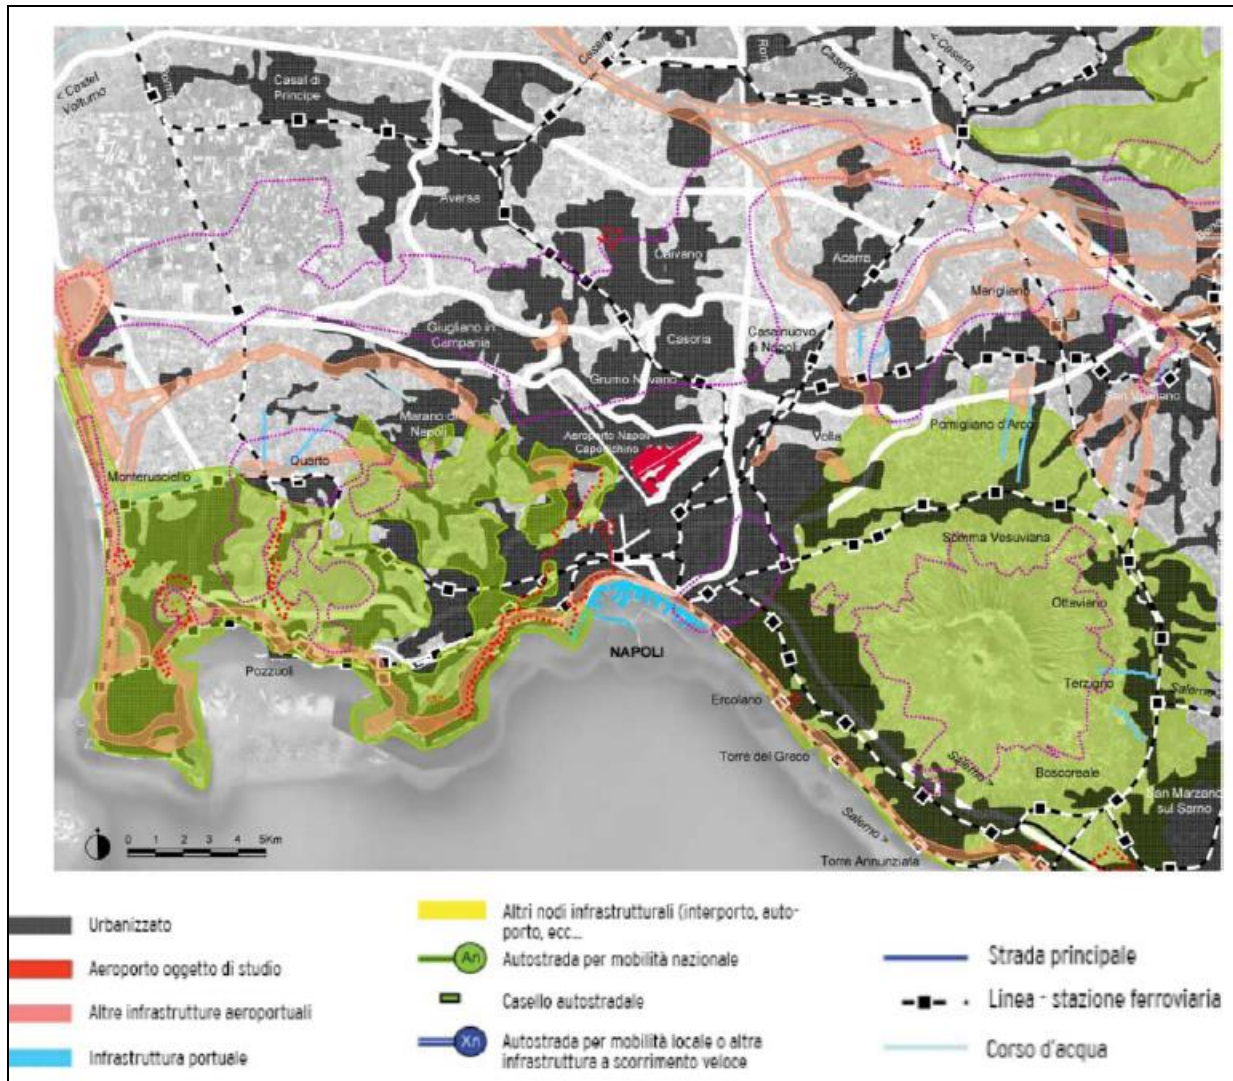 < Castel
Volturno
Casal di
Principe
Caserta
Caserta
< Caserta
Aversa
Caivano
Acerra
Marigliano
Giugliano in
Campania
Casoria
Casalnuovo
di Napoli
Grumo Nevano
San Vitaliano
Marano di
Napoli
Aeroporto Napoli
Capodichino
Volla
Pomigliano d'Arco
Quarto
Monterusciello
Somma Vesuviana
Ottaviano
NAPOLI
Pozzuoli
Terzigno
Salerno
Ercolano
Torre del Greco
Salerno >
Boscoreale
San Marzano
sul Sarno
Salerno >
Torre Annunziata
0 1 2 3 4 5Km
Urbanizzato
Aeroporto oggetto di studio
Altre infrastrutture aeroportuali
Infrastruttura portuale
Altri nodi infrastrutturali (interporto, auto-
porto, ecc...
An
Autostrada per mobilità nazionale
Casello autostradale
Xn
Autostrada per mobilità locale o altra
infrastruttura a scorrimento veloce
Strada principale
Linea - stazione ferroviaria
Corso d'acqua